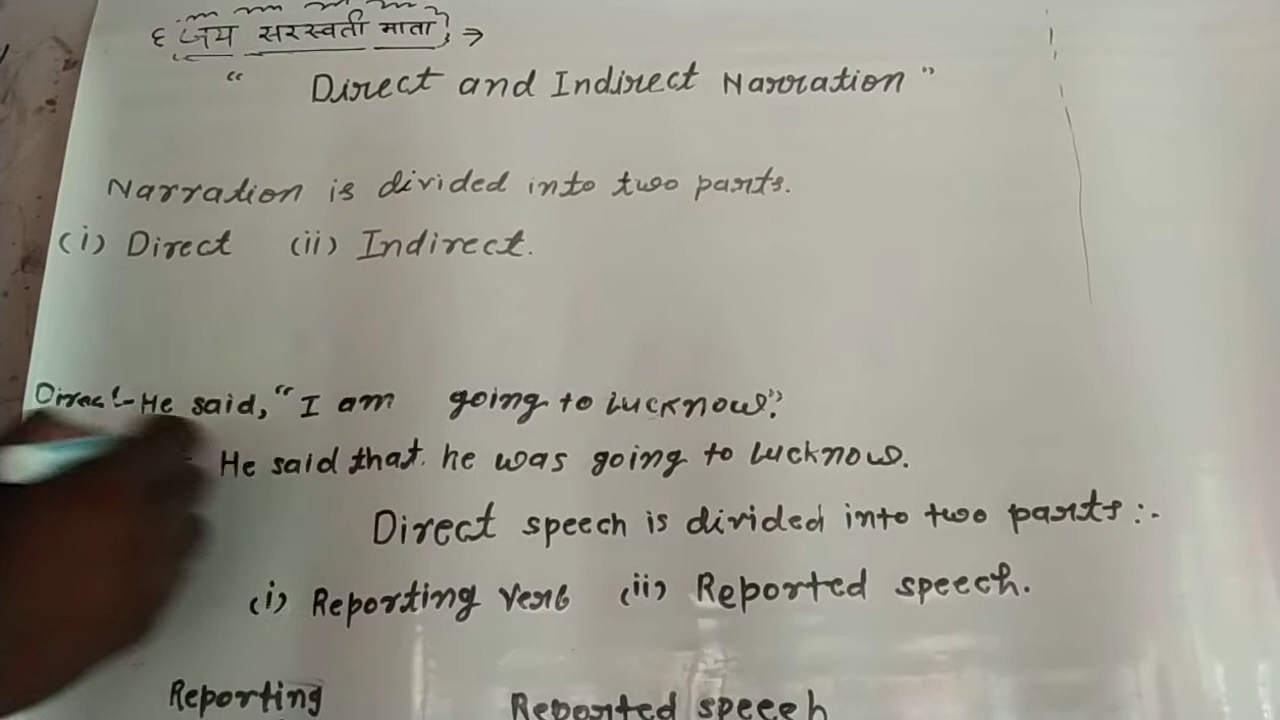 {जय सरस्वती माता} →
" Direct and Indirect Narration "
Narration is divided into two parts.
(i) Direct (ii) Indirect.
Direct- He said, "I am going to Lucknow".
He said that he was going to Lucknow.
Direct speech is divided into two parts :-
(i) Reporting verb (ii) Reported speech.
Reporting Reported speech